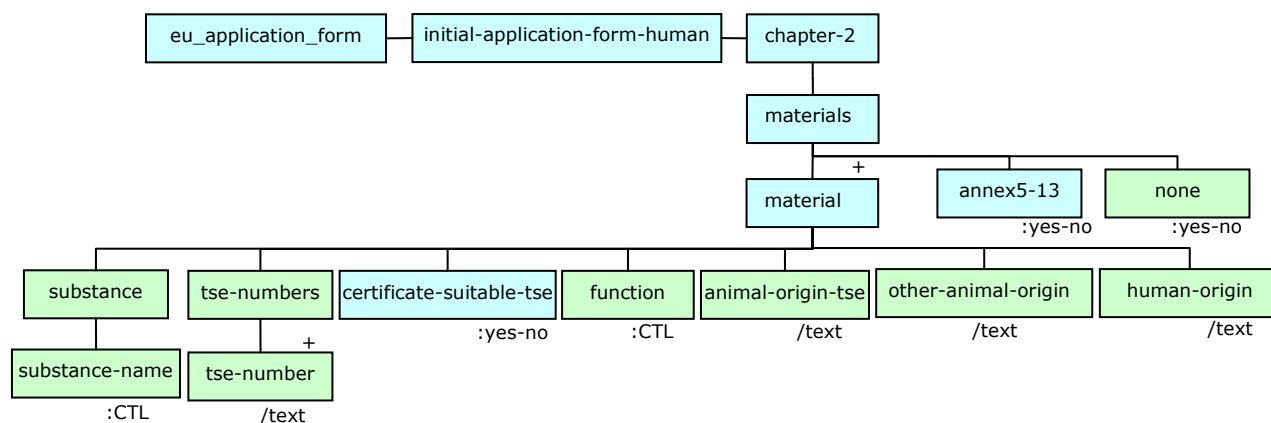 eu_application_form
initial-application-form-human
chapter-2
materials
+
material
annex5-13
none
:yes-no
:yes-no
substance
tse-numbers
certificate-suitable-tse
function
animal-origin-tse
other-animal-origin
human-origin
:yes-no
:CTL
/text
/text
/text
+
substance-name
tse-number
:CTL
/text